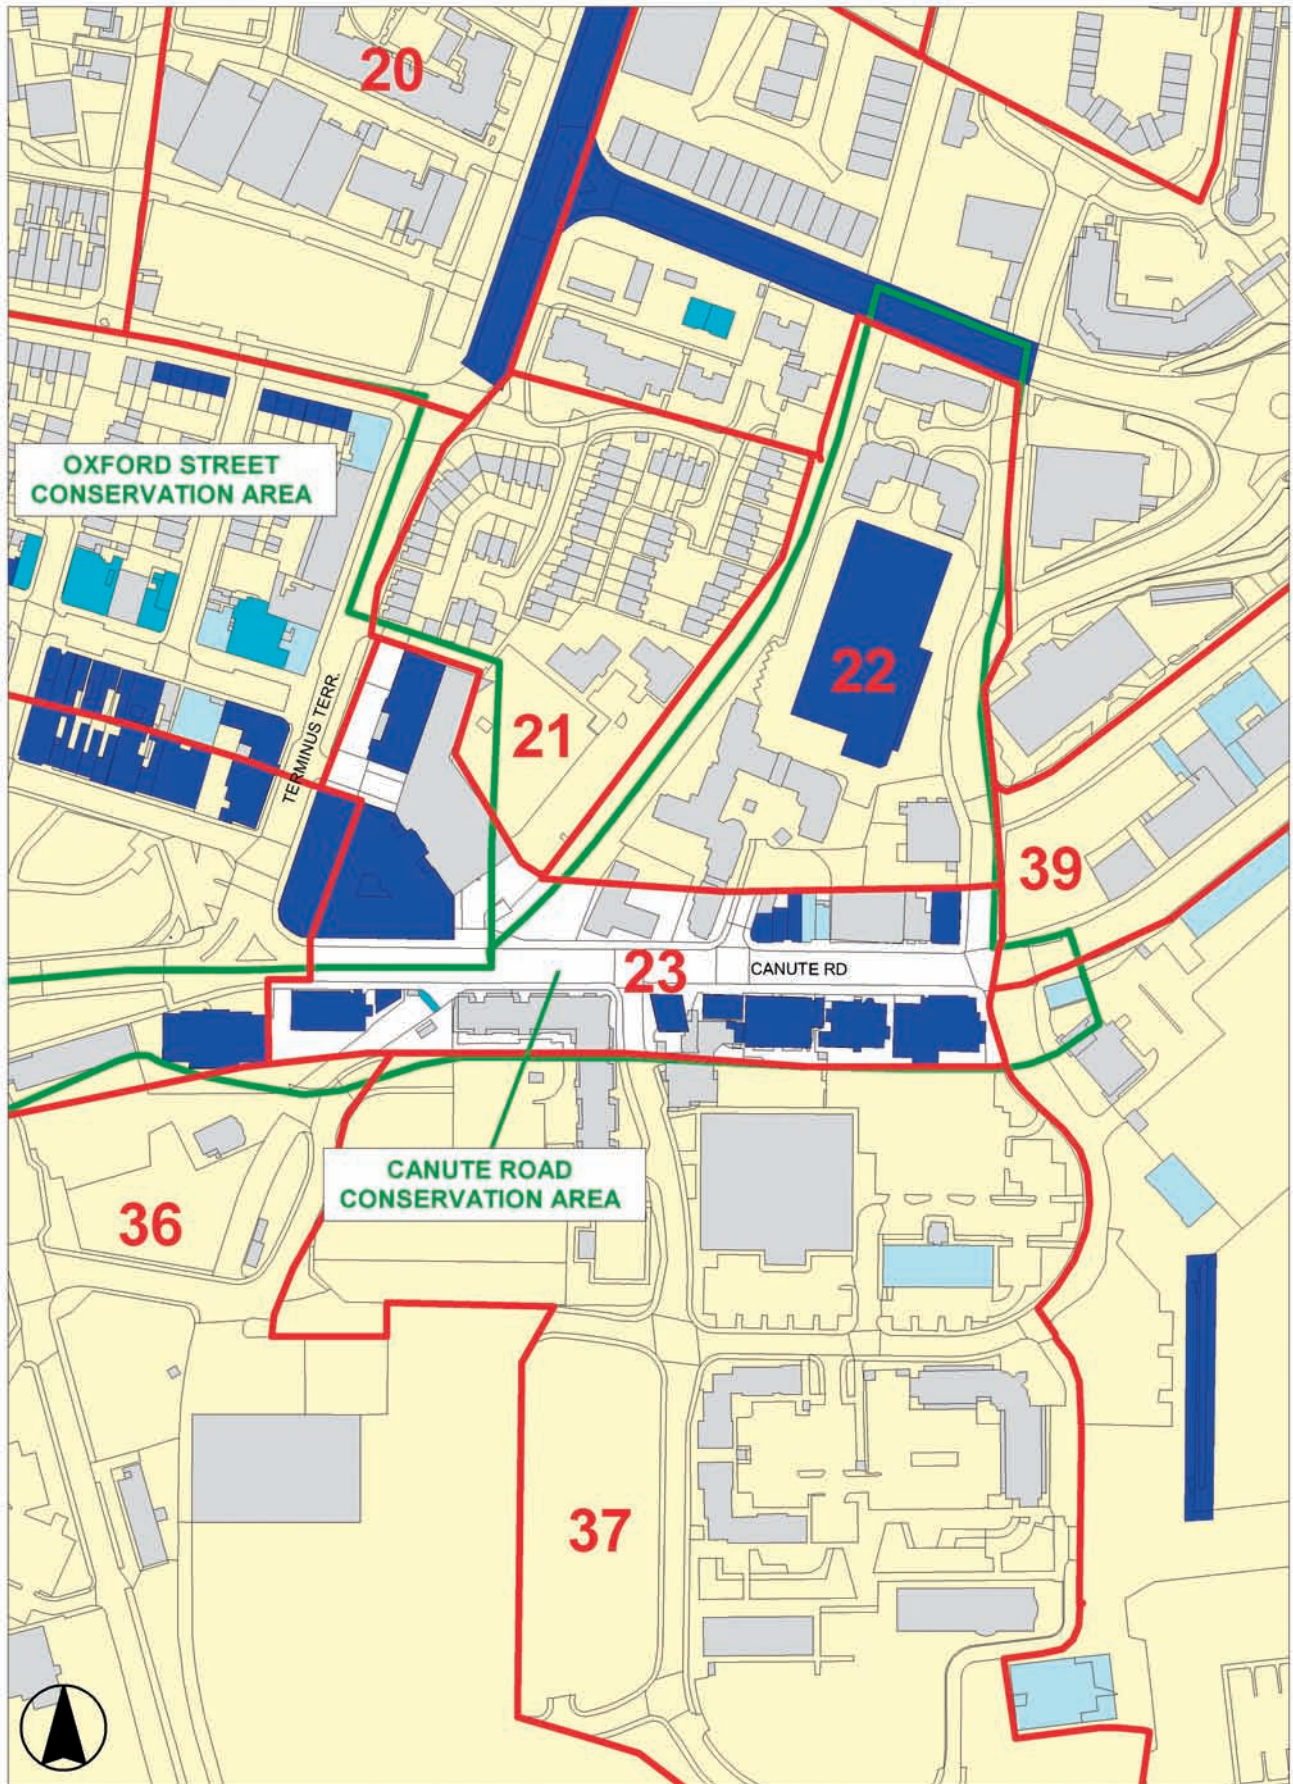 20
OXFORD STREET
CONSERVATION AREA
22
TERMINUS TERR.
21
39
23
CANUTE RD
CANUTE ROAD
CONSERVATION AREA
36
37